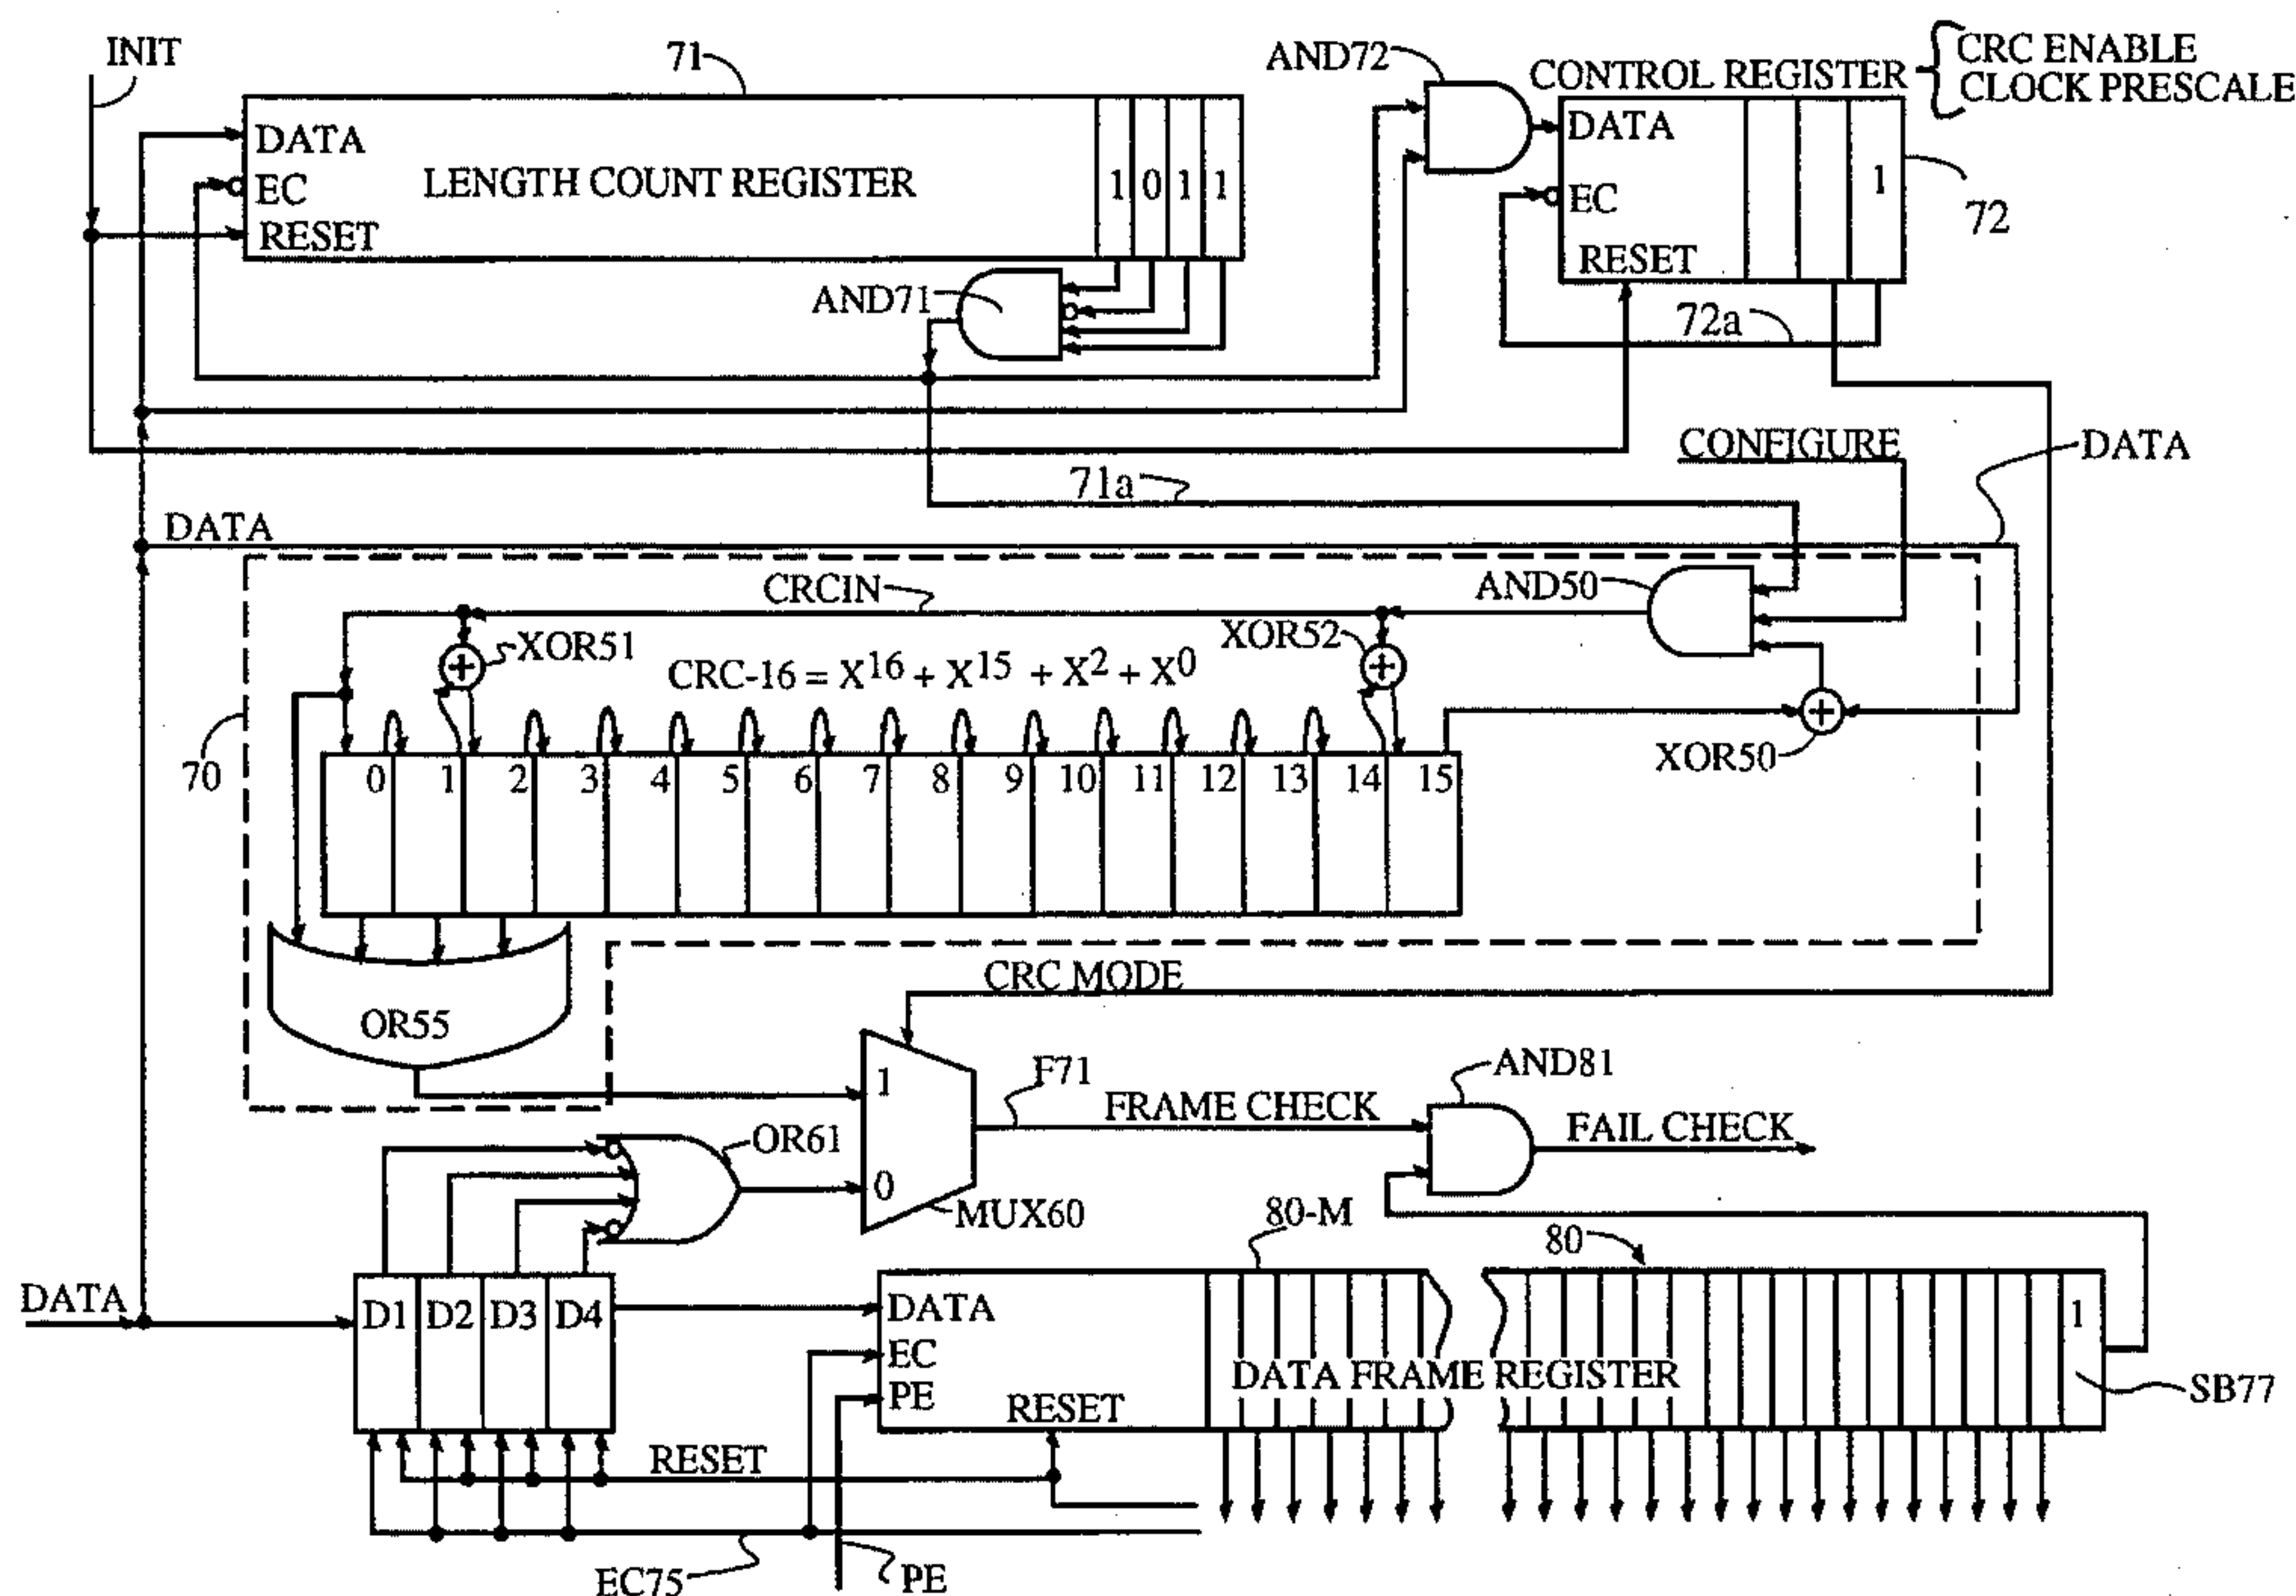 INIT
71
AND72
CONTROL REGISTER
CRC ENABLE
CLOCK PRESCALE
DATA
EC
RESET
LENGTH COUNT REGISTER
1 0 1 1
DATA
EC
RESET
1
72
AND71
72a
CONFIGURE
DATA
71a
DATA
CRCIN
AND50
XOR51
XOR52
CRC-16 = X16 + X15 + X2 + X0
70
XOR50
0 1 2 3 4 5 6 7 8 9 10 11 12 13 14 15
OR55
CRC MODE
1
0
MUX60
F71
FRAME CHECK
AND81
FAIL CHECK
OR61
80-M
80
DATA
D1 D2 D3 D4
DATA
EC
PE
RESET
DATA FRAME REGISTER
1
SB77
RESET
EC75
PE